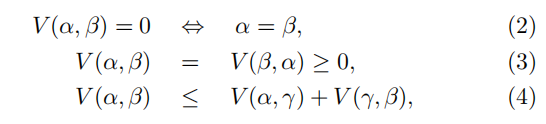 V(α, β) = 0 ⇔ α = β, (2)
V(α, β) = V(β, α) ≥ 0, (3)
V(α, β) ≤ V(α, γ) + V(γ, β), (4)